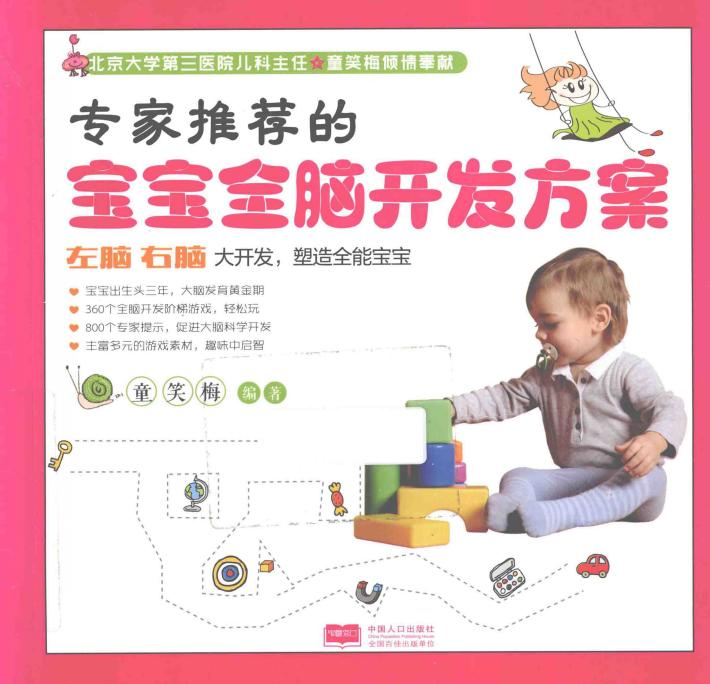 北京大学第三医院儿科主任☆童笑梅倾情奉献
专家推荐的
宝宝全脑开发方案
左脑 右脑 大开发，塑造全能宝宝
宝宝出生头三年，大脑发育黄金期
360个全脑开发阶梯游戏，轻松玩
800个专家提示，促进大脑科学开发
丰富多元的游戏素材，趣味中启智
童笑梅 编著
中国人口出版社
China Population Publishing House
全国百佳出版单位